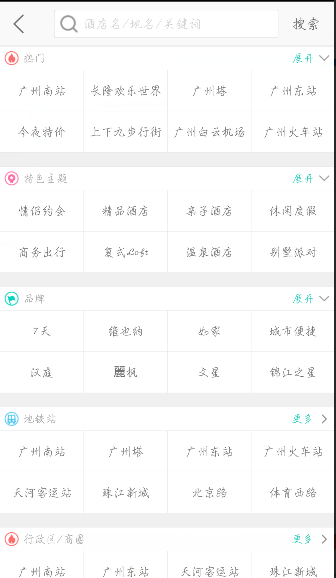 酒店名/地名/关键词 搜索
热门 展开
广州南站 长隆欢乐世界 广州塔 广州东站
今夜特价 上下九步行街 广州白云机场 广州火车站
特色主题 展开
情侣约会 精品酒店 亲子酒店 休闲度假
商务出行 复式Loft 温泉酒店 别墅派对
品牌 展开
7天 维也纳 如家 城市便捷
汉庭 麗枫 文星 锦江之星
地铁站 更多
广州南站 广州塔 广州东站 广州火车站
天河客运站 珠江新城 北京路 体育西路
行政区/商圈 更多
广州南站 广州东站 天河客运站 珠江新城